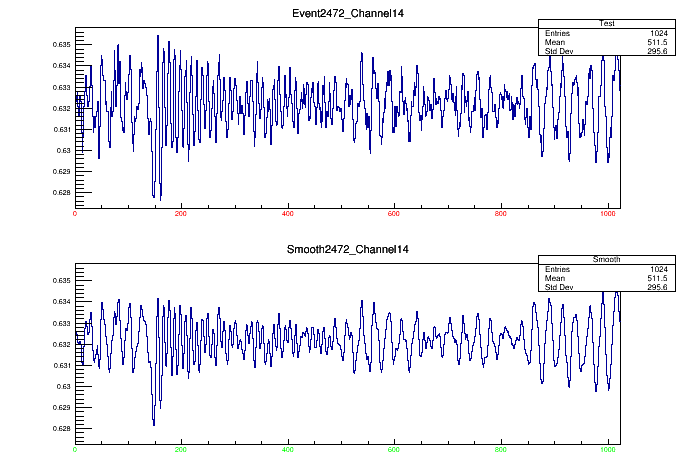 Event2472_Channel14
Test
Entries 1024
Mean 511.5
Std Dev 295.6
0.635
0.634
0.633
0.632
0.631
0.63
0.629
0.628
0 200 400 600 800 1000
Smooth2472_Channel14
Smooth
Entries 1024
Mean 511.5
Std Dev 295.6
0.635
0.634
0.633
0.632
0.631
0.63
0.629
0.628
0 200 400 600 800 1000